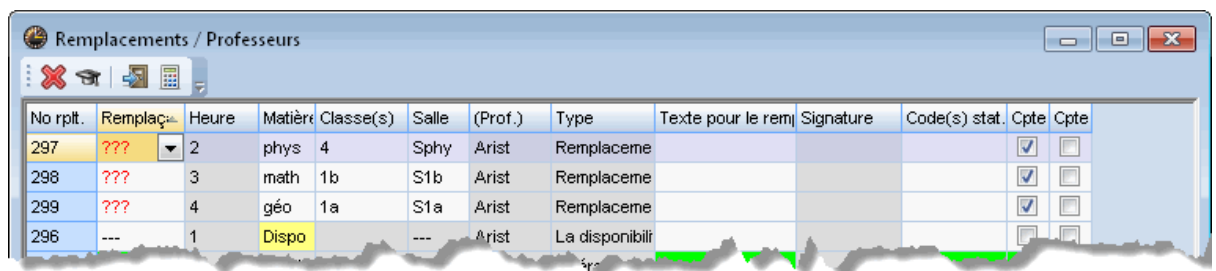 Remplacements / Professeurs
No rplt. Remplaç Heure Matière Classe(s) Salle (Prof.) Type Texte pour le remp Signature Code(s) stat. Cpte Cpte
297 ??? 2 phys 4 Sphy Arist Remplaceme
298 ??? 3 math 1b S1b Arist Remplaceme
299 ??? 4 géo 1a S1a Arist Remplaceme
296 --- 1 Dispo --- Arist La disponibili